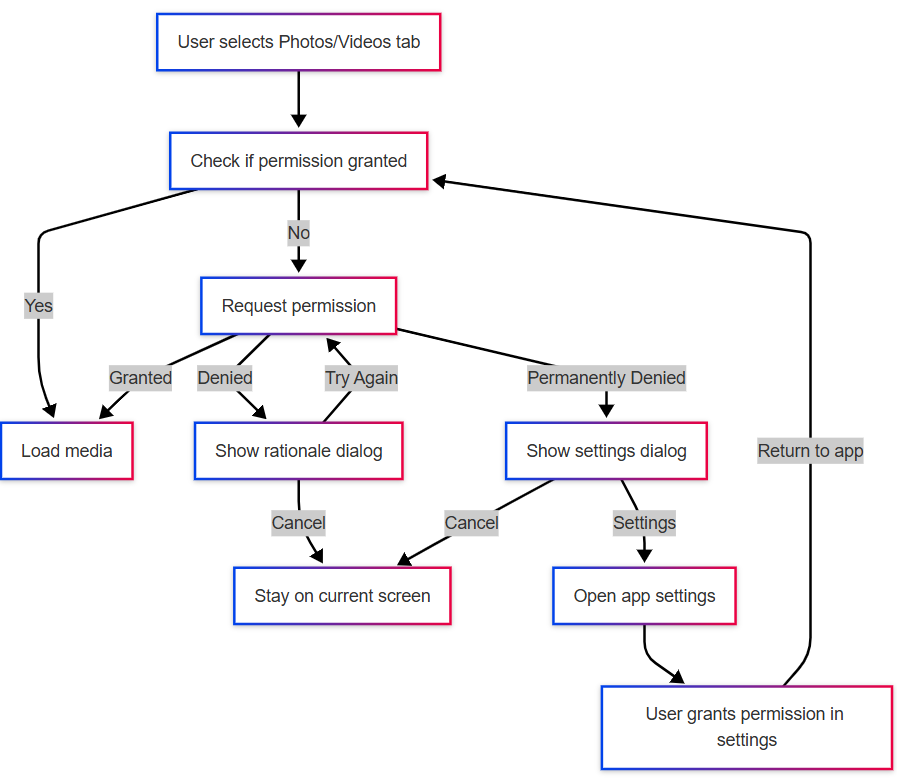 User selects Photos/Videos tab
Check if permission granted
No
Yes
Request permission
Granted
Denied
Try Again
Permanently Denied
Load media
Show rationale dialog
Show settings dialog
Return to app
Cancel
Cancel
Settings
Stay on current screen
Open app settings
User grants permission in
settings